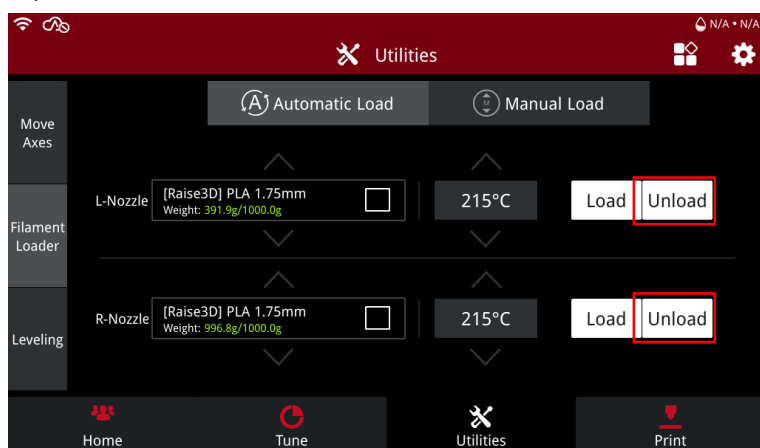 N/A • N/A
Utilities
Automatic Load
M
Manual Load
Move
Axes
L-Nozzle
[Raise3D] PLA 1.75mm
Weight: 391.9g/1000.0g
215°C
Load
Unload
Filament
Loader
R-Nozzle
[Raise3D] PLA 1.75mm
Weight: 996.8g/1000.0g
215°C
Load
Unload
Leveling
Home
Tune
Utilities
Print